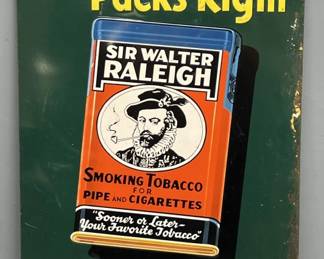 Packs Right
SIR WALTER
RALEIGH
SMOKING TOBACCO
FOR
PIPE AND CIGARETTES
"Sooner or Later-
Your Favorite Tobacco"